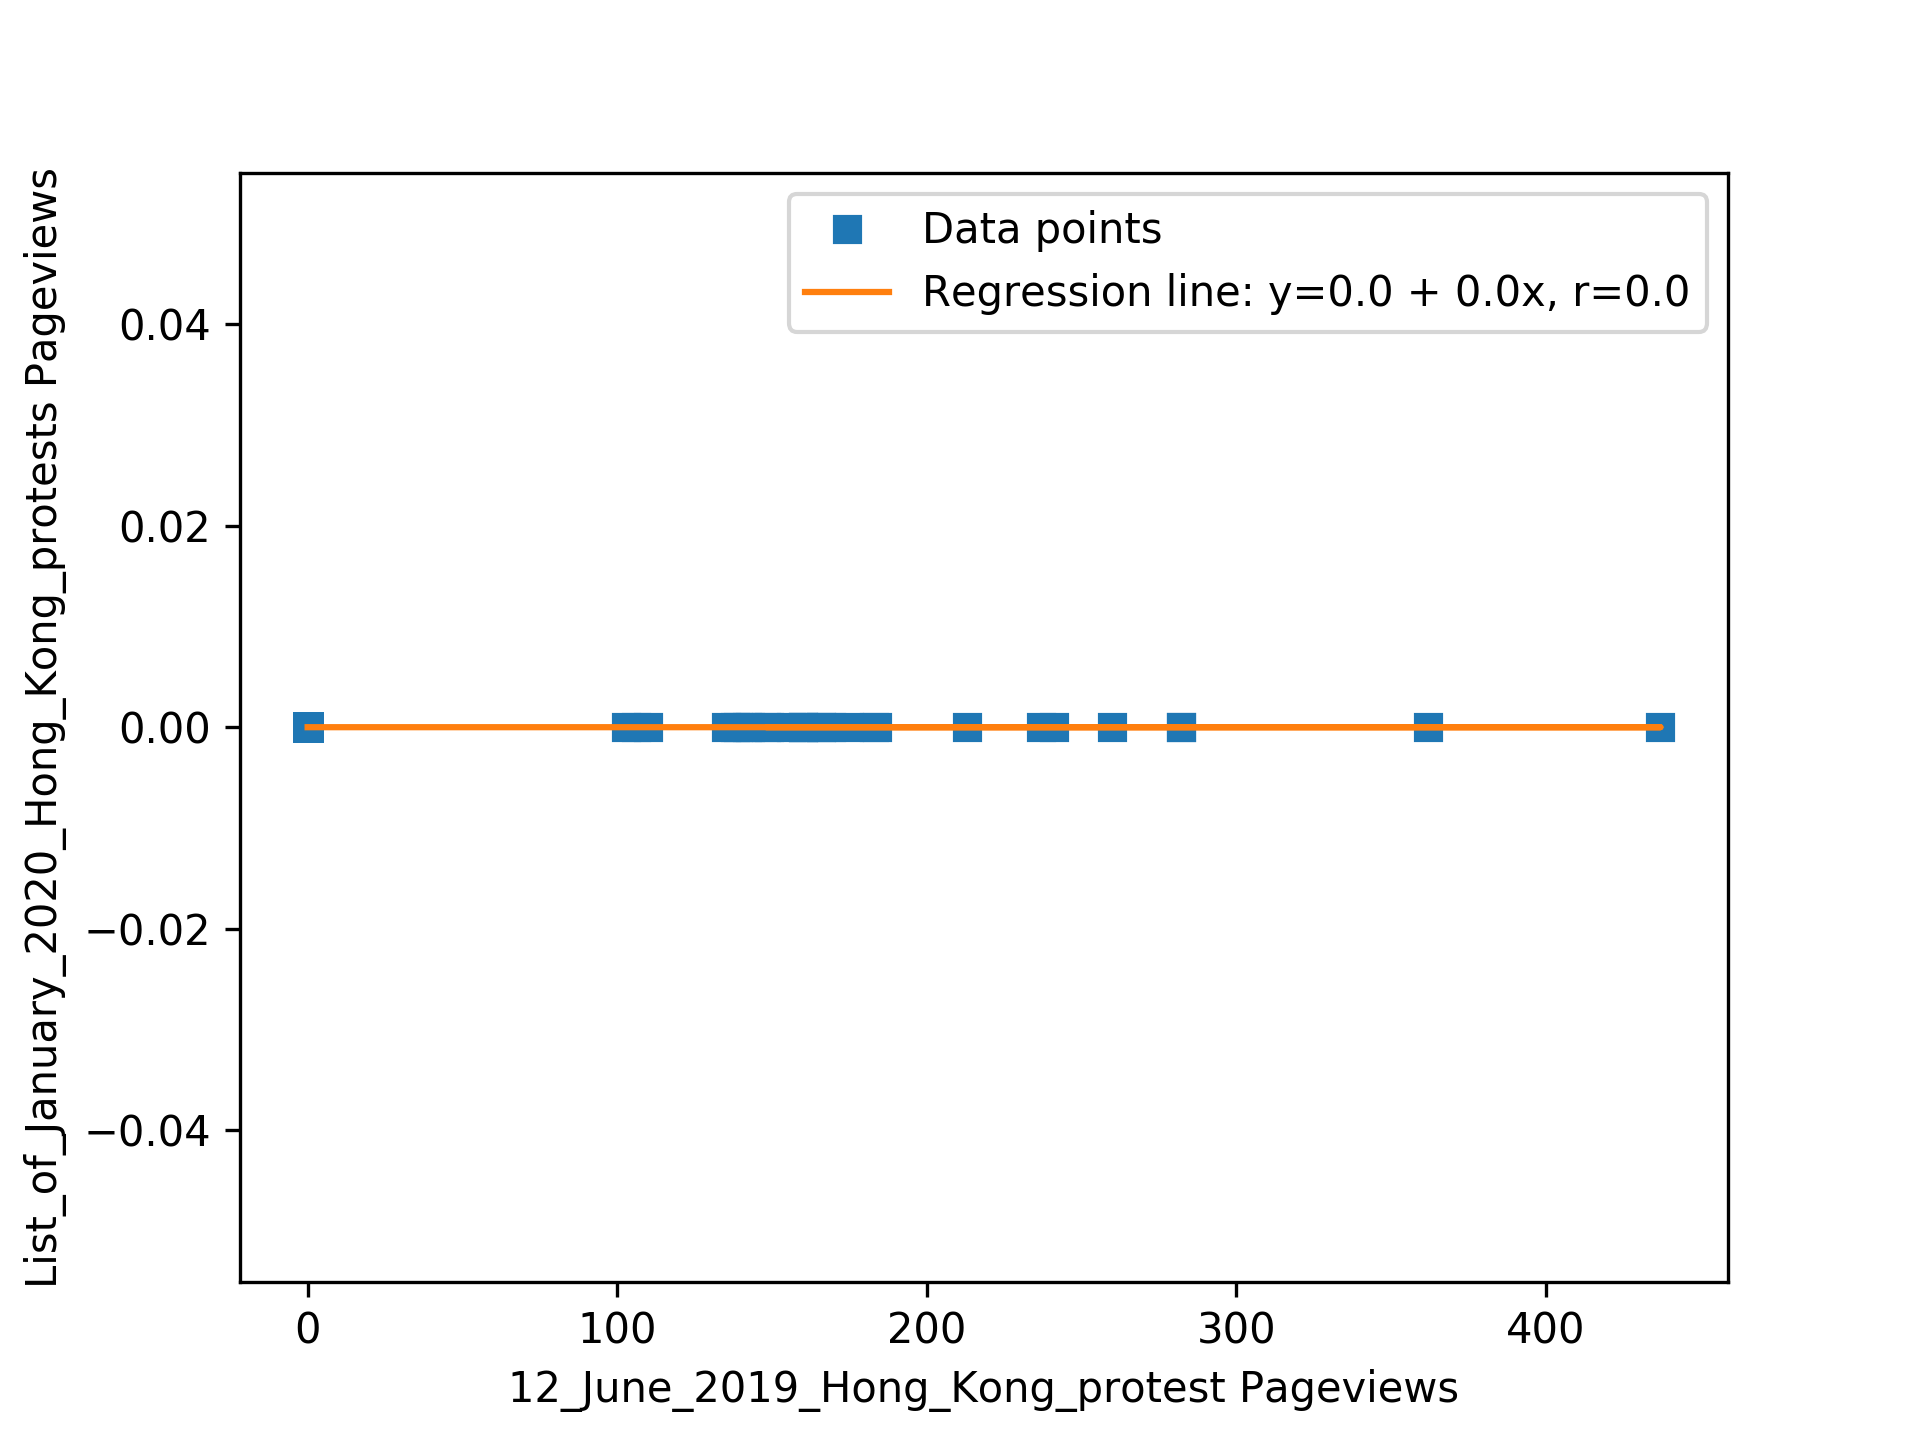 Data points
Regression line: y=0.0 + 0.0x, r=0.0
List_of_January_2020_Hong_Kong_protests Pageviews
0.04
0.02
0.00
−0.02
−0.04
0 100 200 300 400
12_June_2019_Hong_Kong_protest Pageviews